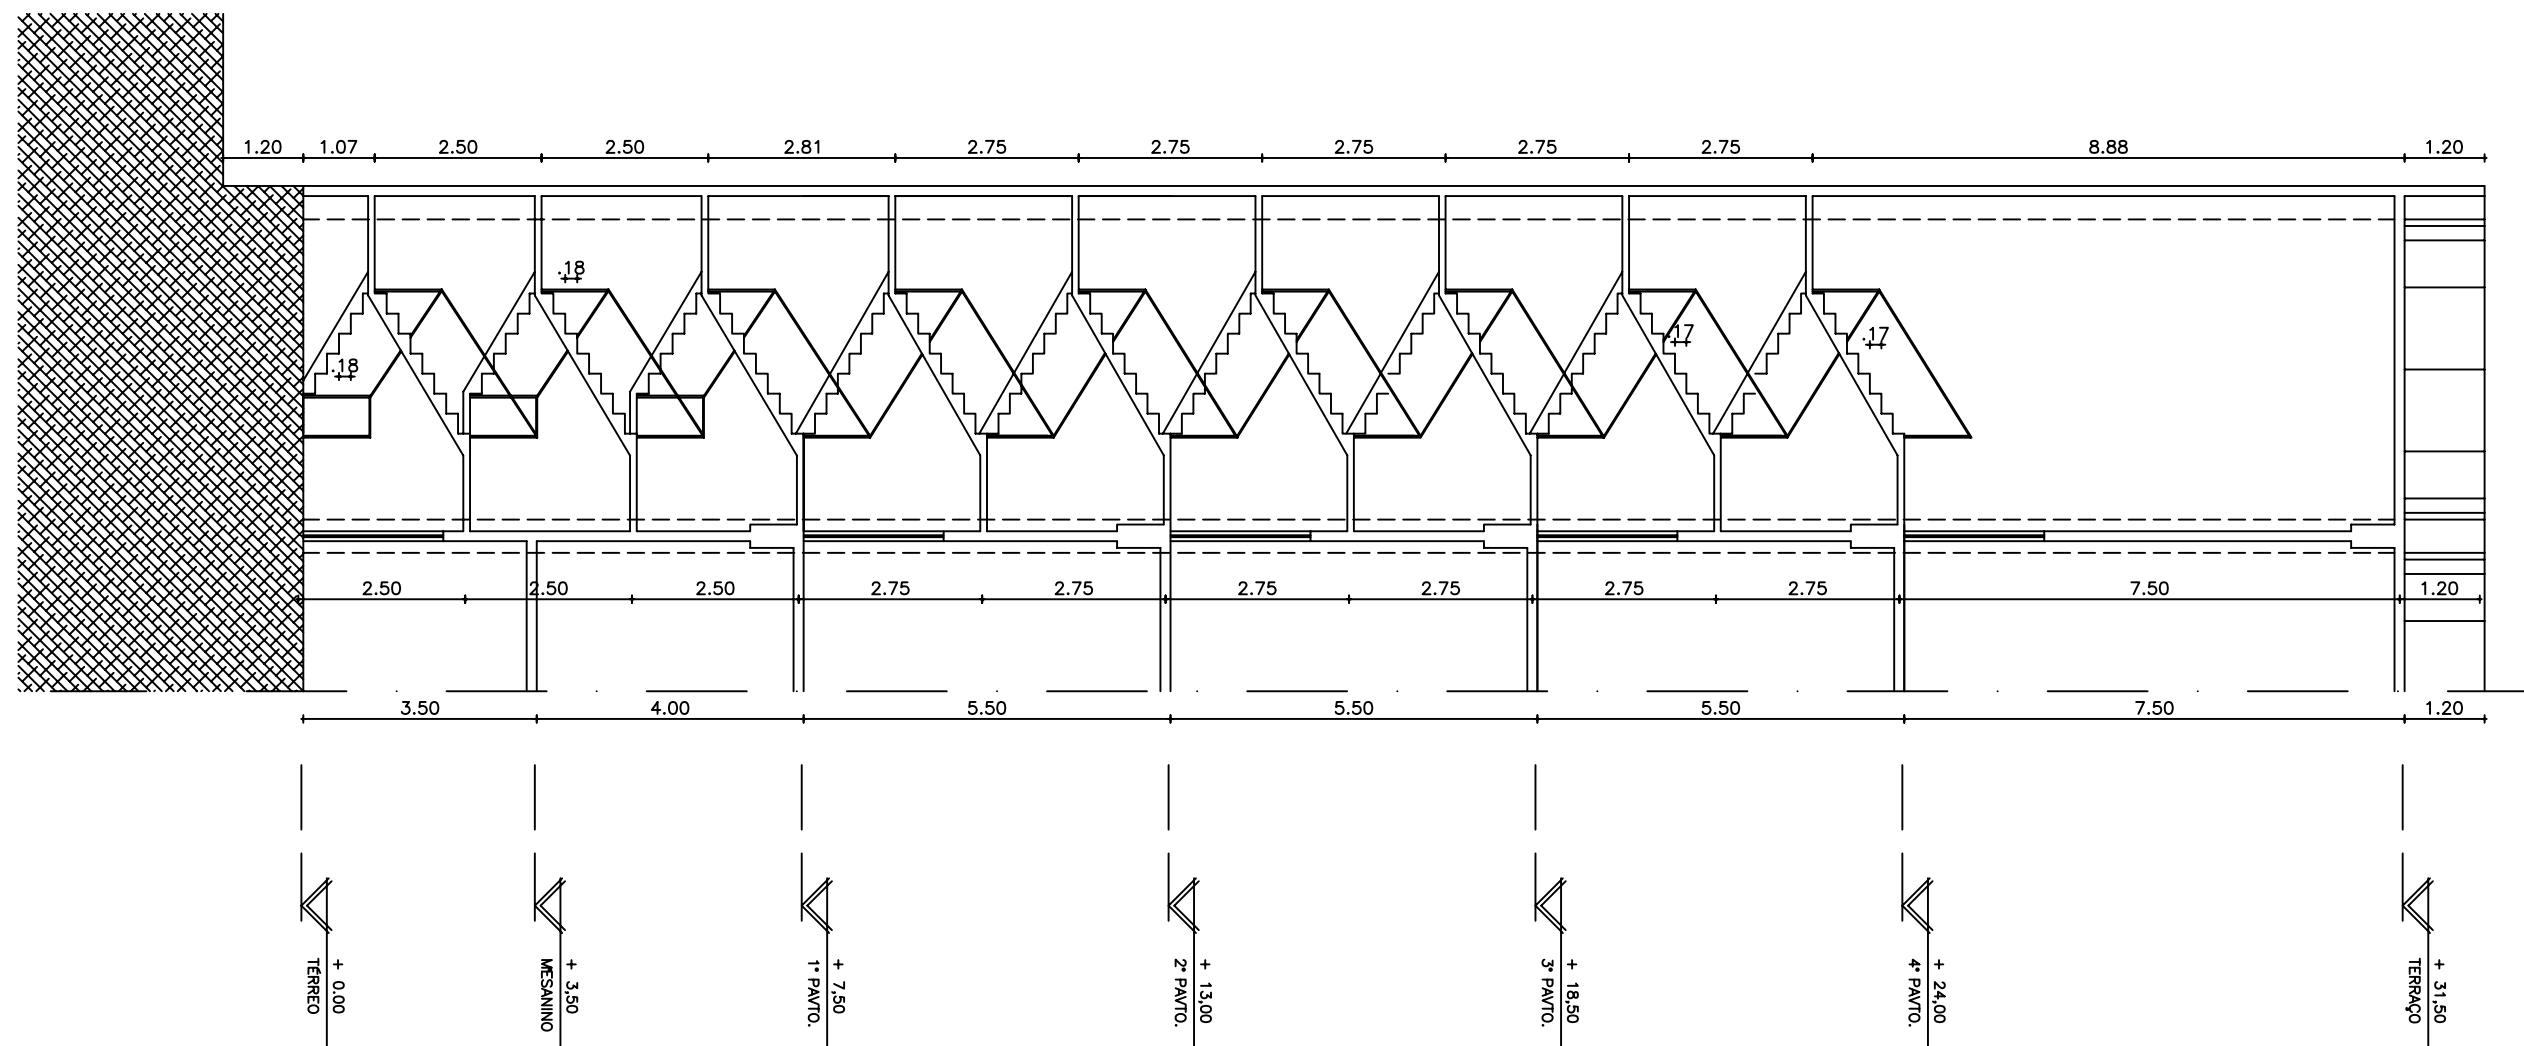 1.20 1.07 2.50 2.50 2.81 2.75 2.75 2.75 2.75 2.75 8.88 1.20
.18
.17
.17
.18
2.50 2.50 2.50 2.75 2.75 2.75 2.75 2.75 2.75 7.50 1.20
3.50 4.00 5.50 5.50 5.50 7.50 1.20
+ 0.00
TÉRREO
+ 3,50
MESANINO
+ 7,50
1° PAVTO.
+ 13,00
2° PAVTO.
+ 18,50
3° PAVTO.
+ 24,00
4° PAVTO.
+ 31,50
TERRAÇO